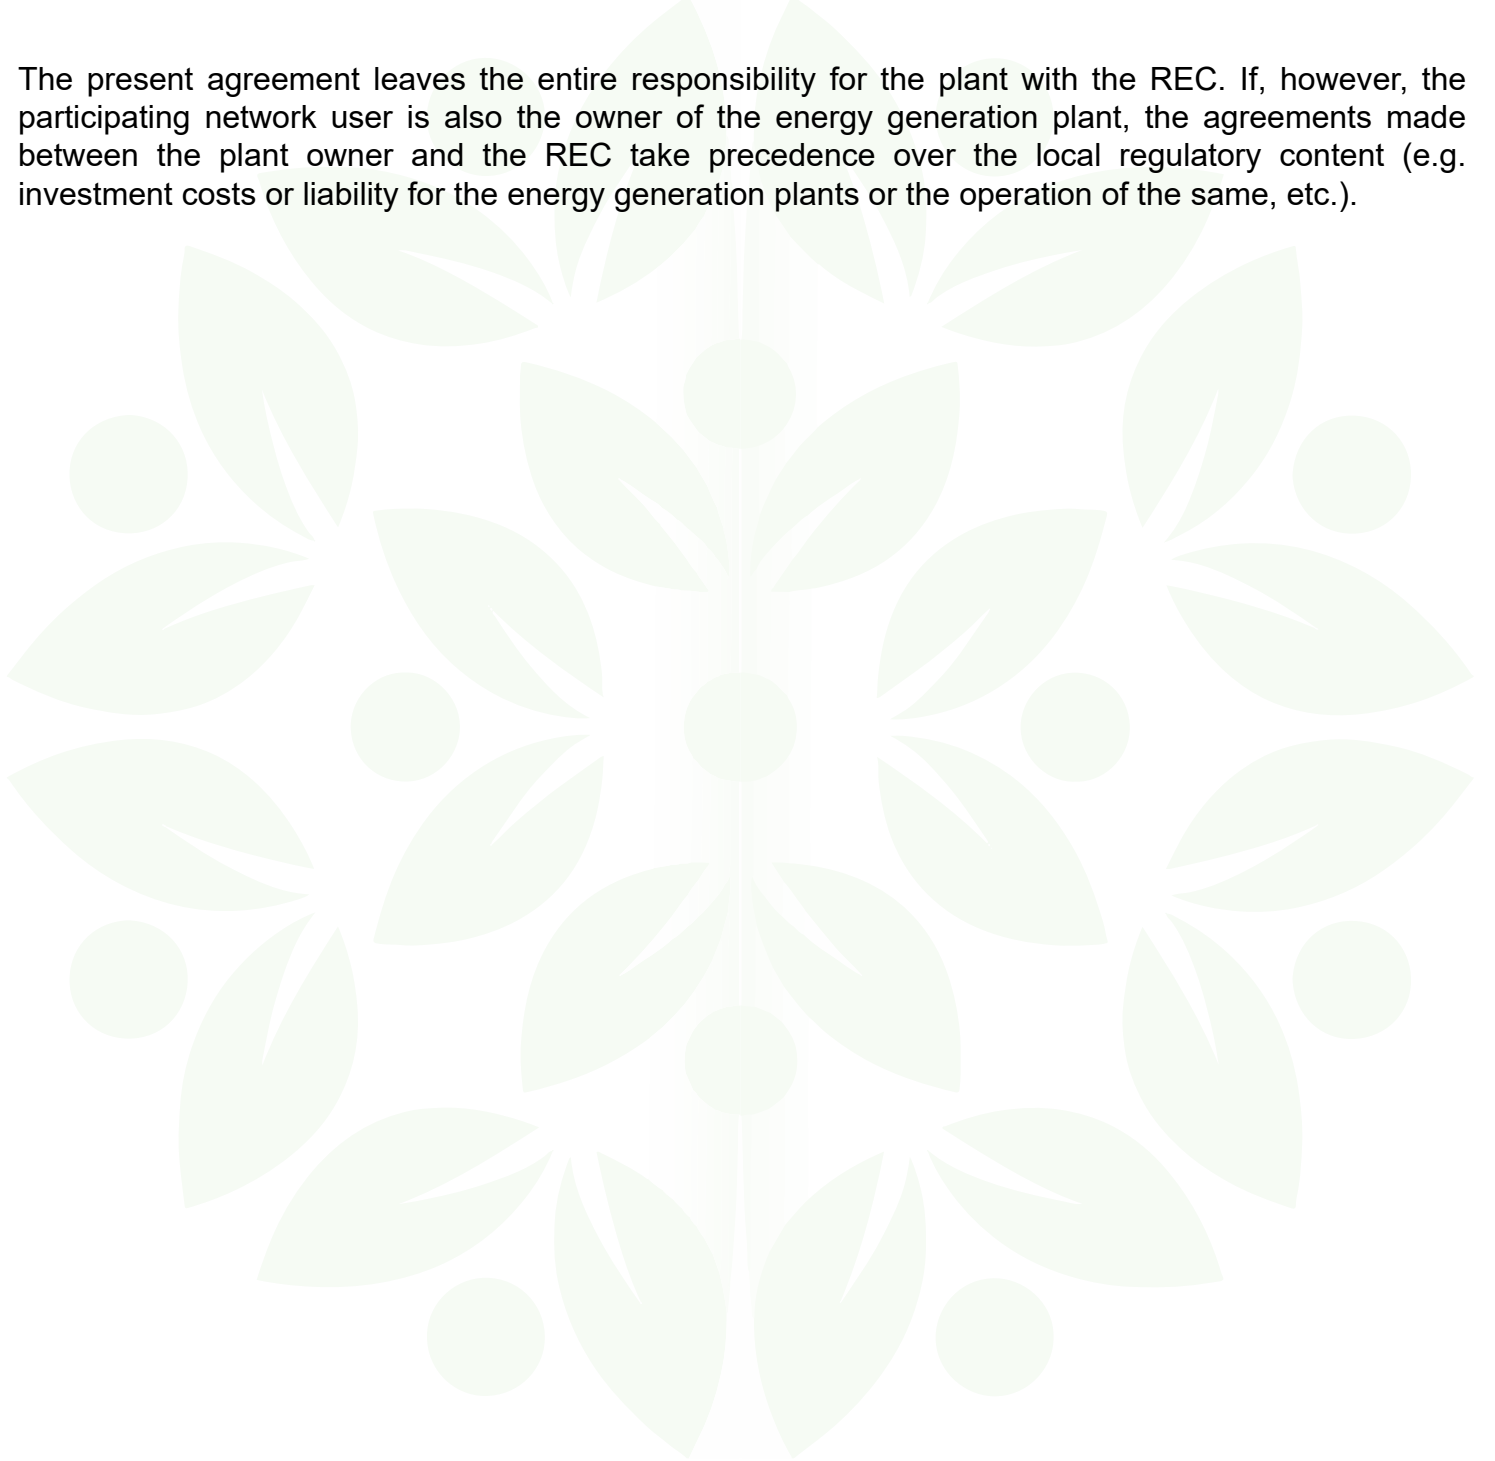 The present agreement leaves the entire responsibility for the plant with the REC. If, however, the
participating network user is also the owner of the energy generation plant, the agreements made
between the plant owner and the REC take precedence over the local regulatory content (e.g.
investment costs or liability for the energy generation plants or the operation of the same, etc.).